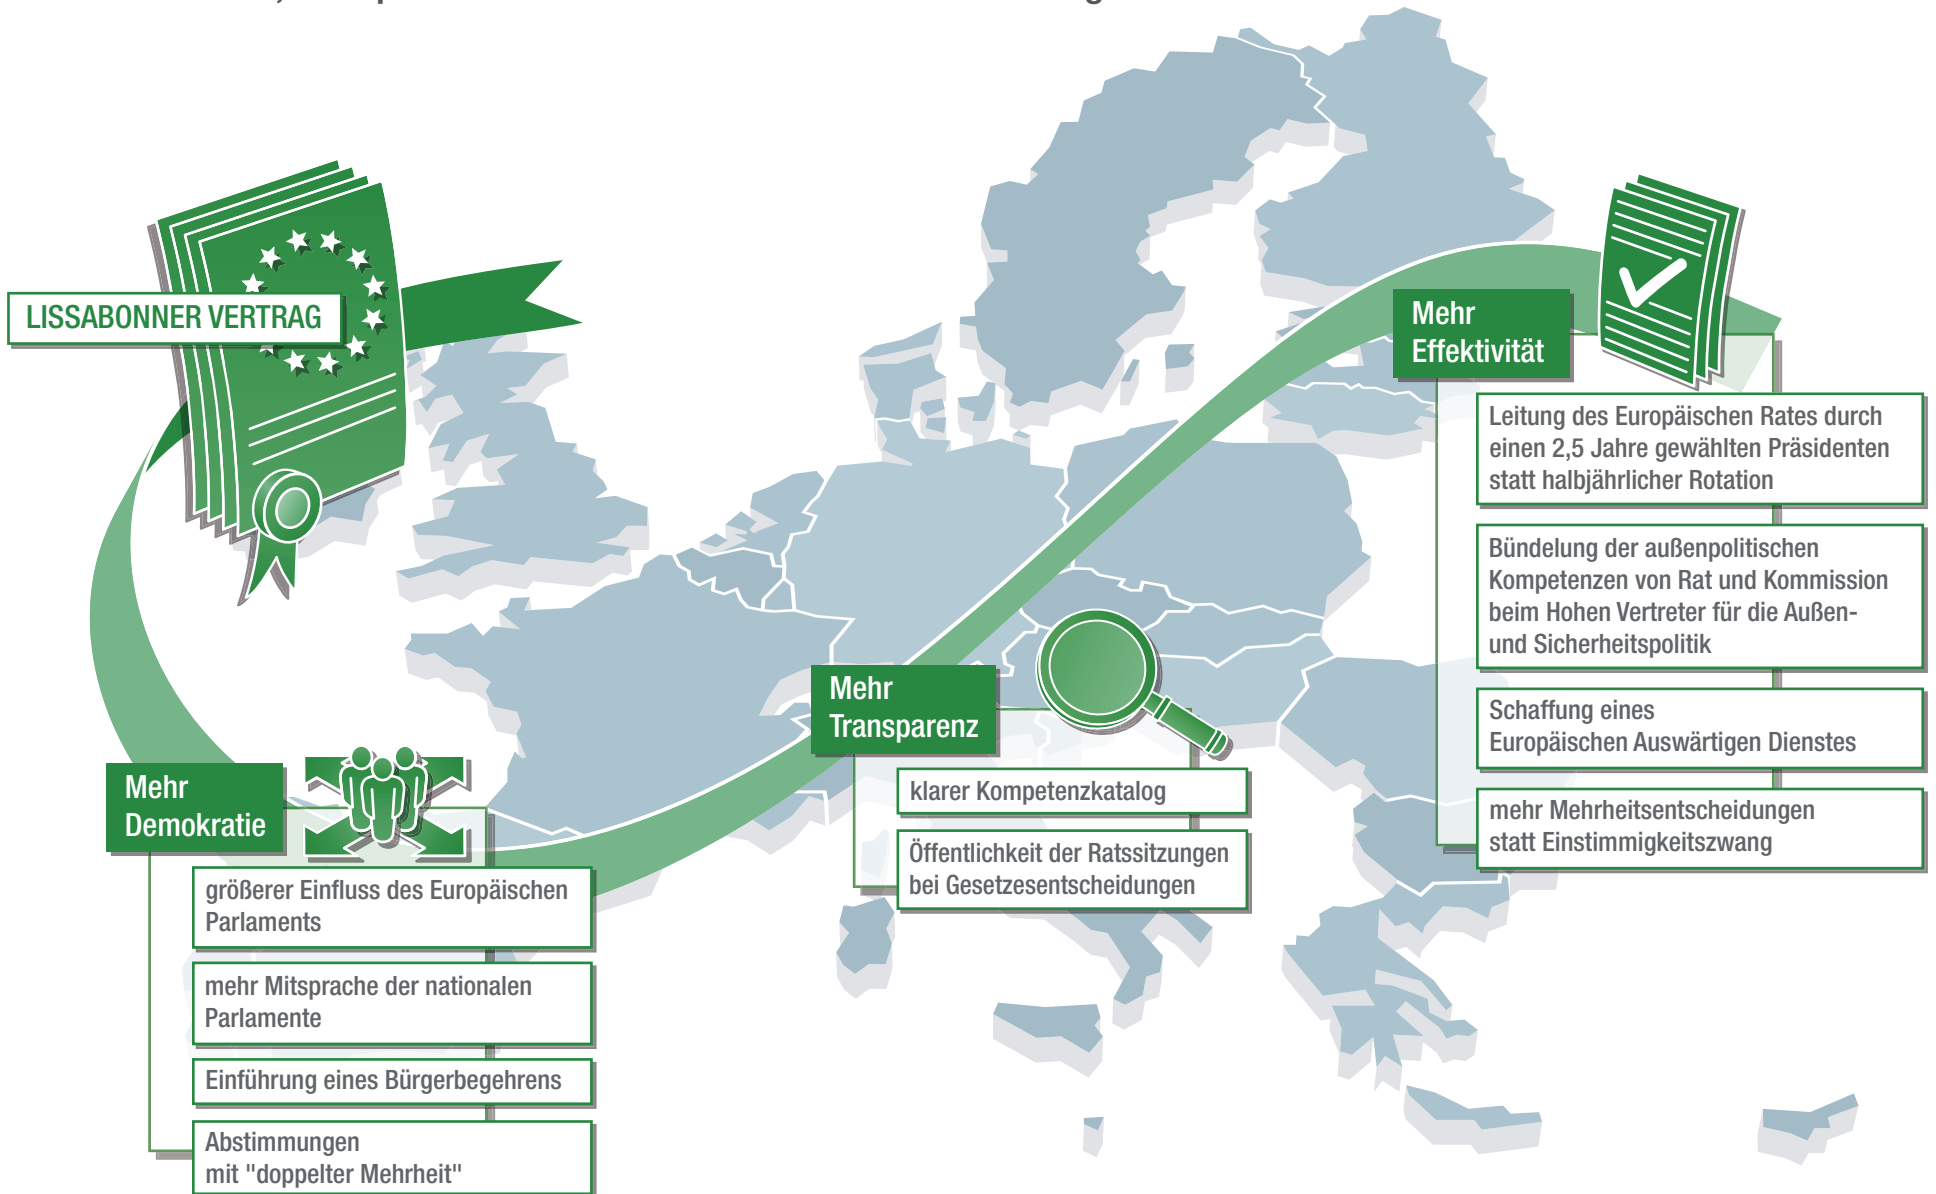 LISSABONNER VERTRAG
Mehr
Demokratie
größerer Einfluss des Europäischen
Parlaments
mehr Mitsprache der nationalen
Parlamente
Einführung eines Bürgerbegehrens
Abstimmungen
mit "doppelter Mehrheit"
Mehr
Transparenz
klarer Kompetenzkatalog
Öffentlichkeit der Ratssitzungen
bei Gesetzesentscheidungen
Mehr
Effektivität
Leitung des Europäischen Rates durch
einen 2,5 Jahre gewählten Präsidenten
statt halbjährlicher Rotation
Bündelung der außenpolitischen
Kompetenzen von Rat und Kommission
beim Hohen Vertreter für die Außen-
und Sicherheitspolitik
Schaffung eines
Europäischen Auswärtigen Dienstes
mehr Mehrheitsentscheidungen
statt Einstimmigkeitszwang